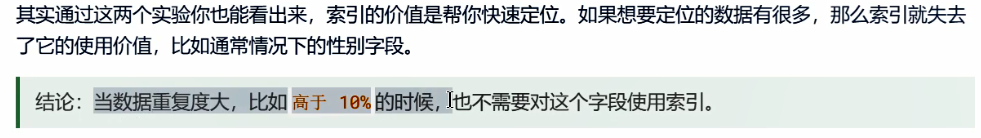 其实通过这两个实验你也能看出来，索引的价值是帮你快速定位。如果想要定位的数据有很多，那么索引就失去
了它的使用价值，比如通常情况下的性别字段。
结论：当数据重复度大，比如 高于 10% 的时候，也不需要对这个字段使用索引。